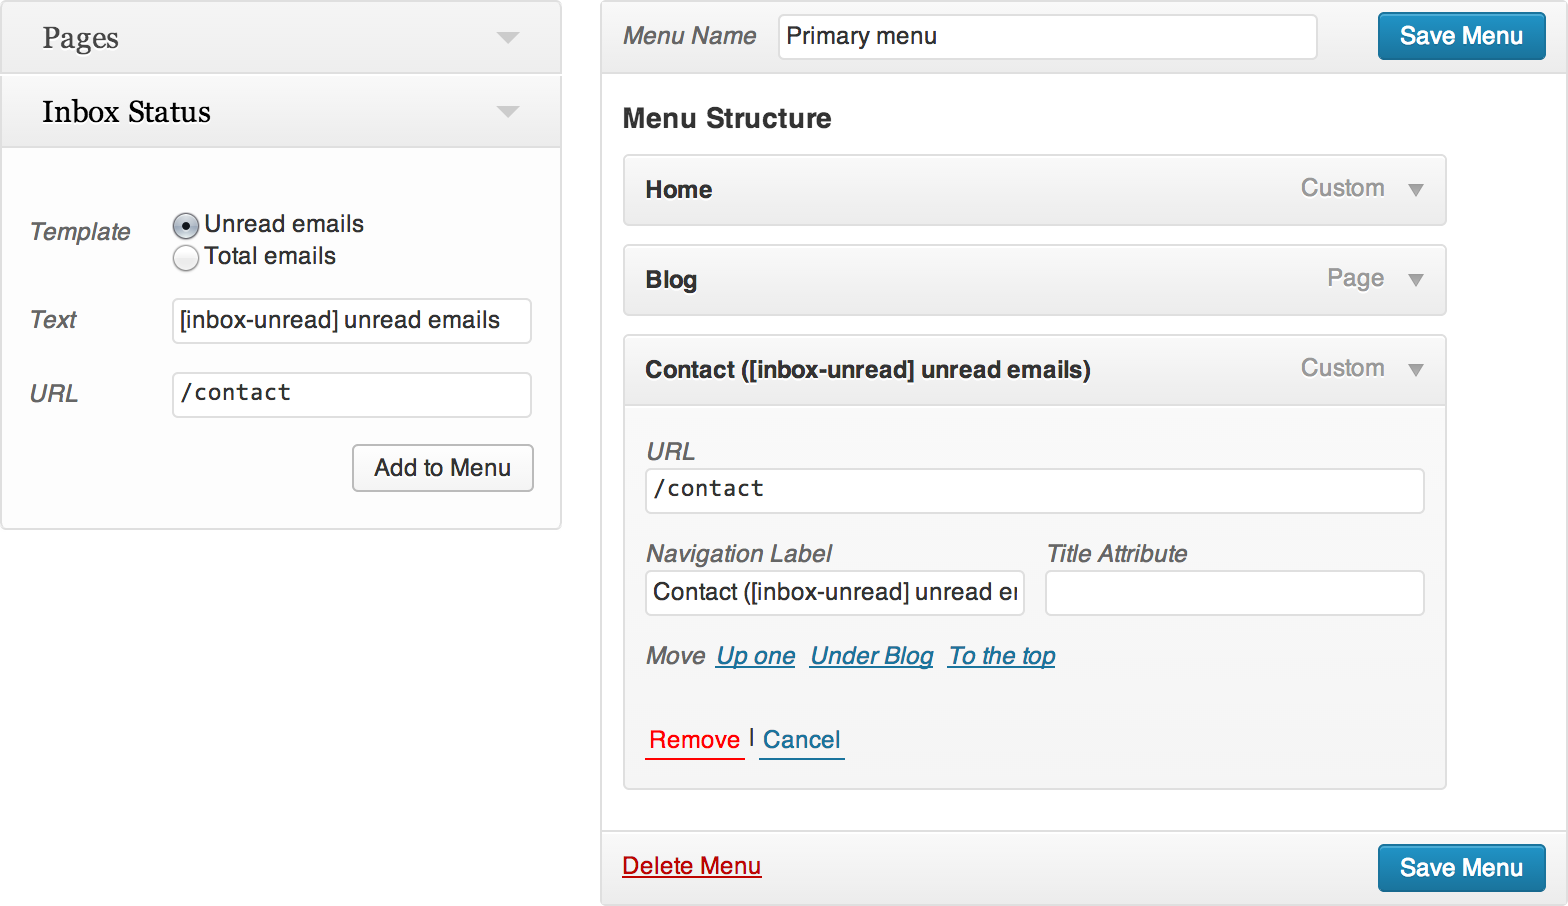 Pages
Inbox Status
Template
Unread emails
Total emails
Text
[inbox-unread] unread emails
URL
/contact
Add to Menu
Menu Name
Primary menu
Save Menu
Menu Structure
Home
Custom
Blog
Page
Contact ([inbox-unread] unread emails)
Custom
URL
/contact
Navigation Label
Title Attribute
Contact ([inbox-unread] unread
Move Up one Under Blog To the top
Remove | Cancel
Delete Menu
Save Menu